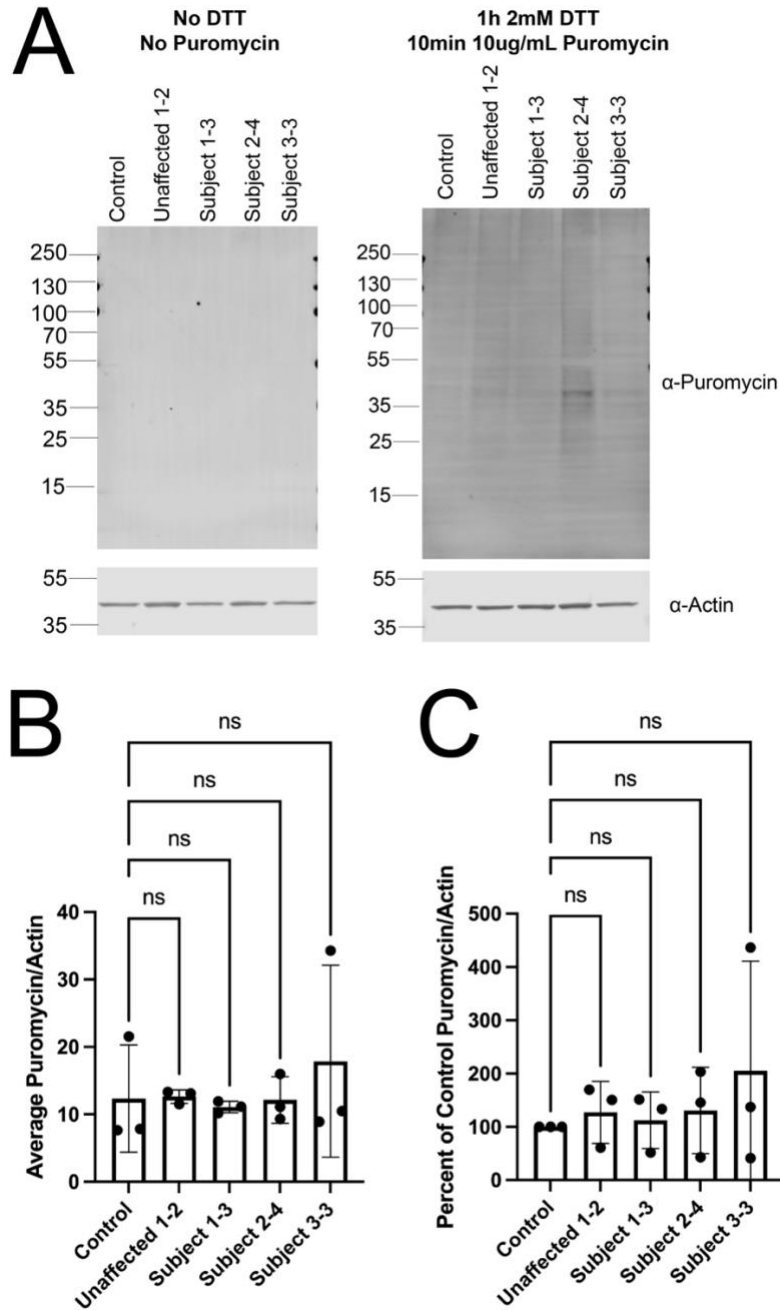 A
No DTT
No Puromycin
1h 2mM DTT
10min 10ug/mL Puromycin
Control
Unaffected 1-2
Subject 1-3
Subject 2-4
Subject 3-3
Control
Unaffected 1-2
Subject 1-3
Subject 2-4
Subject 3-3
250
130
100
70
55
35
25
15
55
35
250
130
100
70
55
35
25
15
α-Puromycin
55
35
α-Actin
B
ns
ns
ns
ns
Average Puromycin/Actin
40
30
20
10
0
Control
Unaffected 1-2
Subject 1-3
Subject 2-4
Subject 3-3
C
ns
ns
ns
ns
Percent of Control Puromycin/Actin
500
400
300
200
100
0
Control
Unaffected 1-2
Subject 1-3
Subject 2-4
Subject 3-3